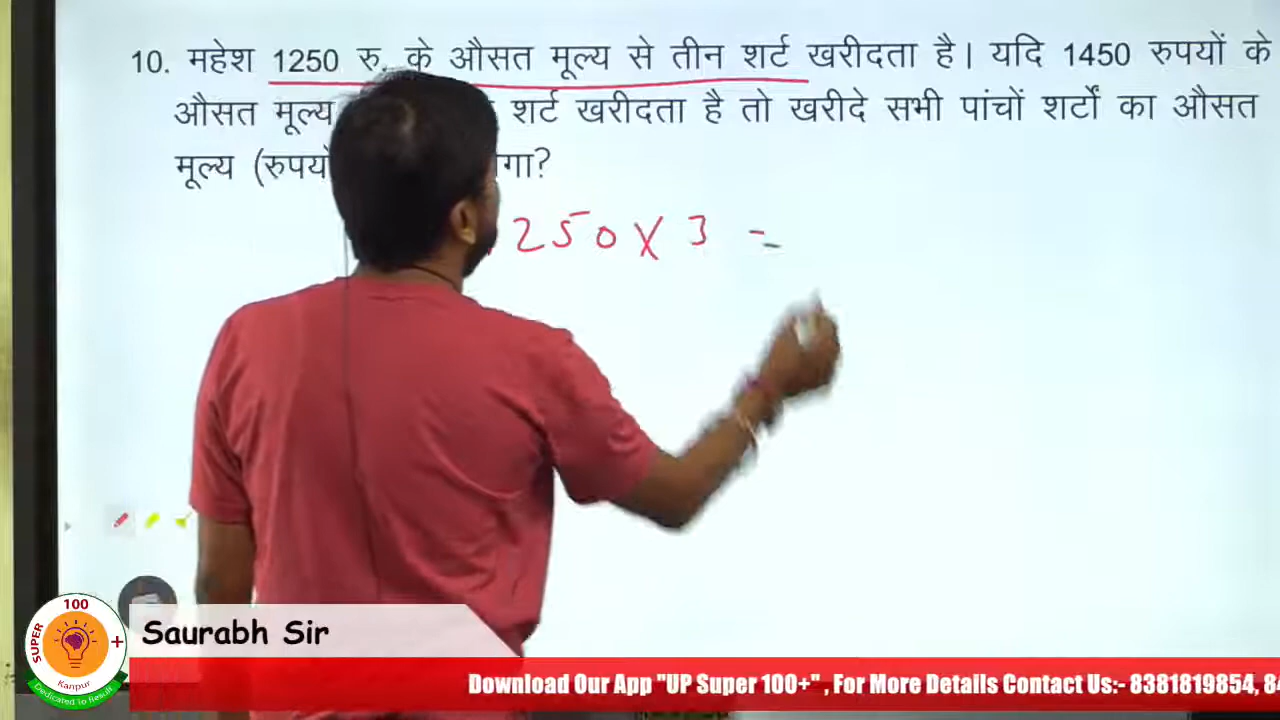 10. महेश 1250 रु. के औसत मूल्य से तीन शर्ट खरीदता है। यदि 1450 रुपयों के
औसत मूल्य शर्ट खरीदता है तो खरीदे सभी पांचों शर्टों का औसत
मूल्य
250 X 3 =
100
SUPER
+
Kanpur
Dedicated To Result
Saurabh Sir
Download Our App "UP Super 100+" , For More Details Contact Us:- 8381819854,